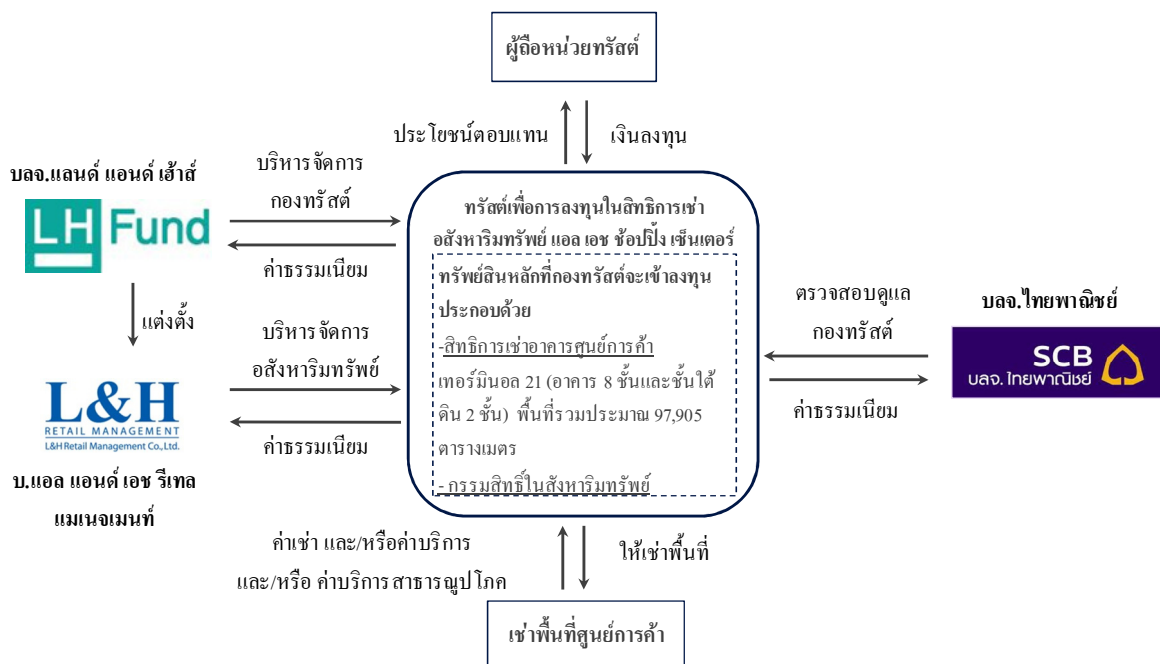 ผู้ถือหน่วยทรัสต์
ประโยชน์ตอบแทน
เงินลงทุน
บลจ.แลนด์ แอนด์ เฮ้าส์
LH Fund
บริหารจัดการ
กองทรัสต์
ค่าธรรมเนียม
แต่งตั้ง
บริหารจัดการ
อสังหาริมทรัพย์
ค่าธรรมเนียม
L&H
RETAIL MANAGEMENT
L&H Retail Management Co.,Ltd.
บ.แอล แอนด์ เอช รีเทล
แมเนจเมนท์
ทรัสต์เพื่อการลงทุนในสิทธิการเช่า
อสังหาริมทรัพย์ แอล เอช ช้อปปิ้ง เซ็นเตอร์
ทรัพย์สินหลักที่กองทรัสต์จะเข้าลงทุน
ประกอบด้วย
-สิทธิการเช่าอาคารศูนย์การค้า
เทอร์มินอล 21 (อาคาร 8 ชั้นและชั้นใต้
ดิน 2 ชั้น) พื้นที่รวมประมาณ 97,905
ตารางเมตร
- กรรมสิทธิ์ในสังหาริมทรัพย์
ตรวจสอบดูแล
กองทรัสต์
ค่าธรรมเนียม
บลจ.ไทยพาณิชย์
SCB
บลจ. ไทยพาณิชย์
ค่าเช่า และ/หรือค่าบริการ
และ/หรือ ค่าบริการสาธารณูปโภค
ให้เช่าพื้นที่
เช่าพื้นที่ศูนย์การค้า